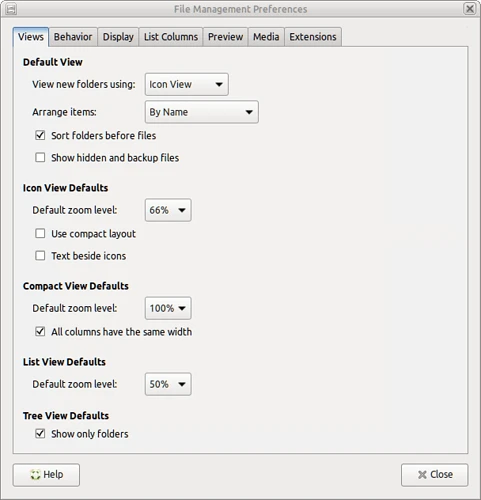 File Management Preferences
Views Behavior Display List Columns Preview Media Extensions
Default View
View new folders using: Icon View
Arrange items: By Name
Sort folders before files
Show hidden and backup files
Icon View Defaults
Default zoom level: 66%
Use compact layout
Text beside icons
Compact View Defaults
Default zoom level: 100%
All columns have the same width
List View Defaults
Default zoom level: 50%
Tree View Defaults
Show only folders
Help Close